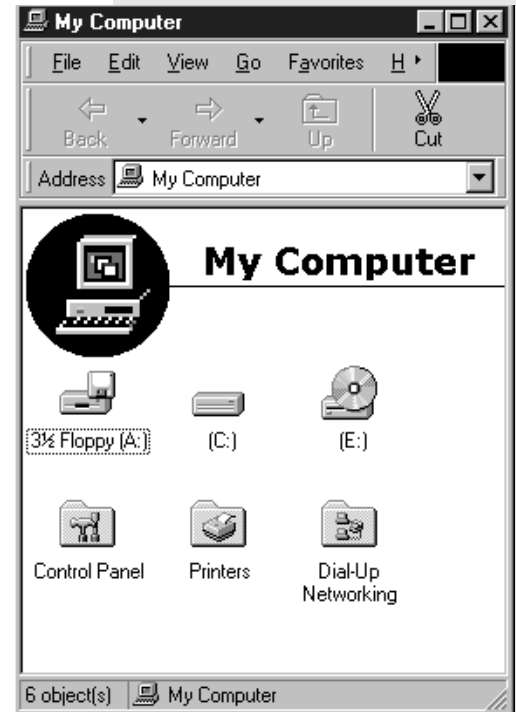 My Computer
File Edit View Go Favorites H
Back Forward Up Cut
Address My Computer
My Computer
3½ Floppy (A:) (C:) (E:)
Control Panel Printers Dial-Up
Networking
6 object(s) My Computer